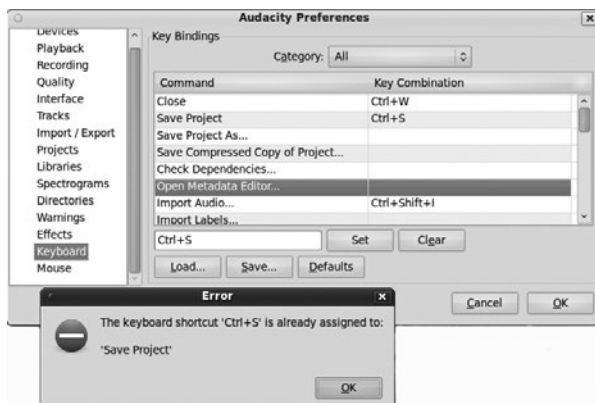 Audacity Preferences
Devices
Playback
Recording
Quality
Interface
Tracks
Import / Export
Projects
Libraries
Spectrograms
Directories
Warnings
Effects
Keyboard
Mouse
Key Bindings
Category: All
Command Key Combination
Close Ctrl+W
Save Project Ctrl+S
Save Project As...
Save Compressed Copy of Project...
Check Dependencies...
Open Metadata Editor...
Import Audio... Ctrl+Shift+I
Import Labels...
Ctrl+S Set Clear
Load... Save... Defaults
Cancel OK
Error
The keyboard shortcut 'Ctrl+S' is already assigned to:
'Save Project'
OK